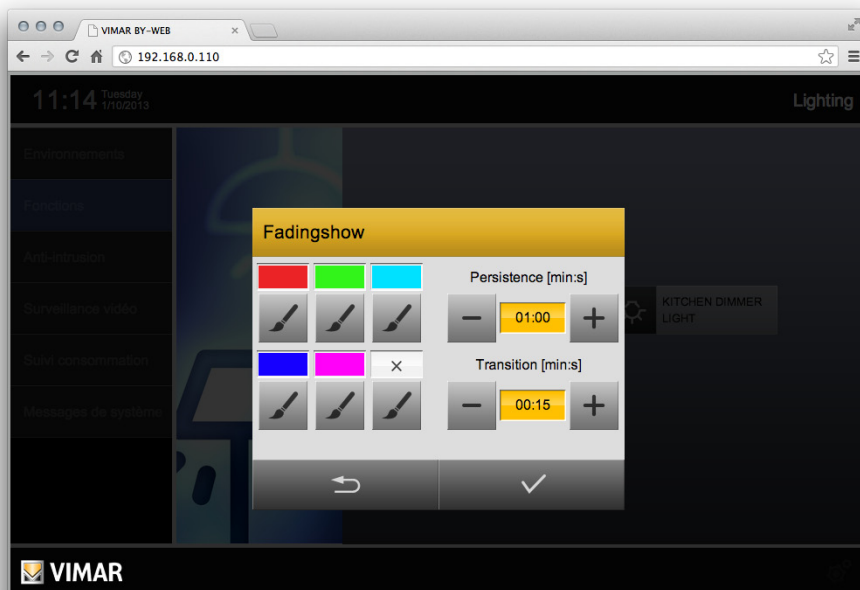 VIMAR BY-WEB
192.168.0.110
11:14 Tuesday
1/10/2013
Lighting
Environnements
Fonctions
Anti-intrusion
Surveillance vidéo
Suivi consommation
Messages de système
Fadingshow
Persistence [min:s]
01:00
Transition [min:s]
00:15
KITCHEN DIMMER
LIGHT
VIMAR